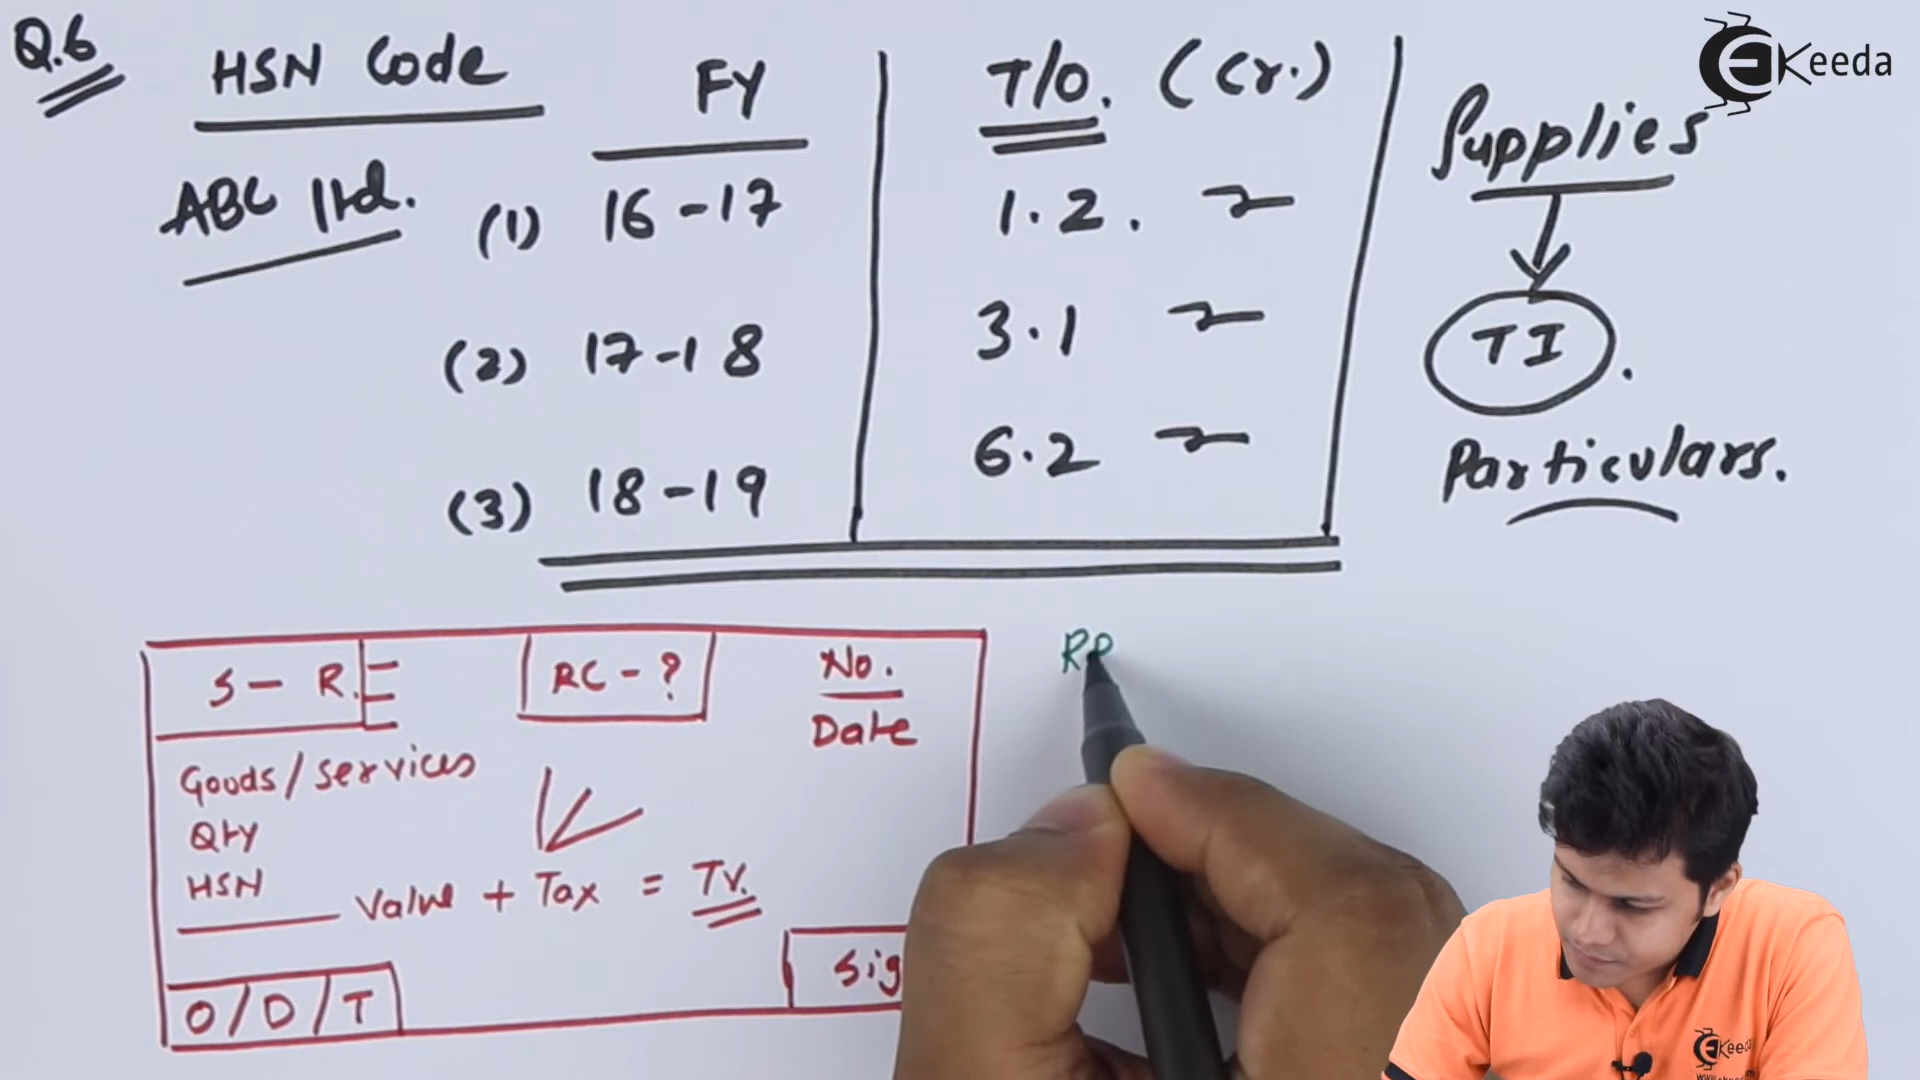 Q.6
HSN Code
FY
T/O. (Cr.)
Keeda
ABC ltd.
(1) 16-17
1.2.
(2) 17-18
3.1
(3) 18-19
6.2
Supplies
TI.
Particulars.
S - R.
RC - ?
No.
Date
Goods/services
Qty
HSN
Value + Tax = TV.
O/D/T
Sig
RP
Keeda